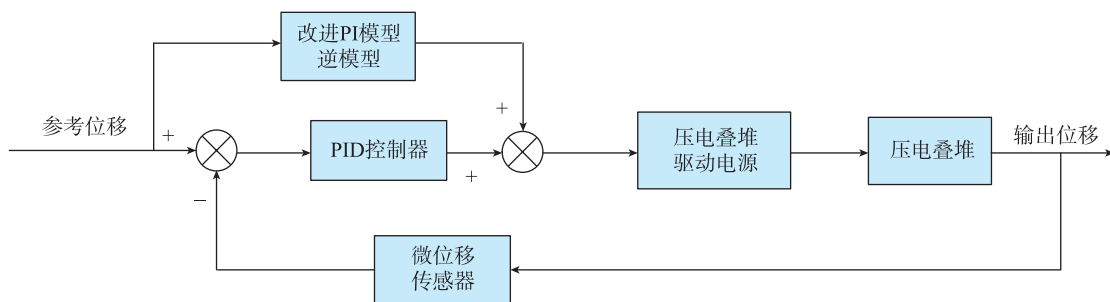 改进PI模型
逆模型
参考位移
+
+
PID控制器
+
压电叠堆
驱动电源
压电叠堆
输出位移
−
微位移
传感器